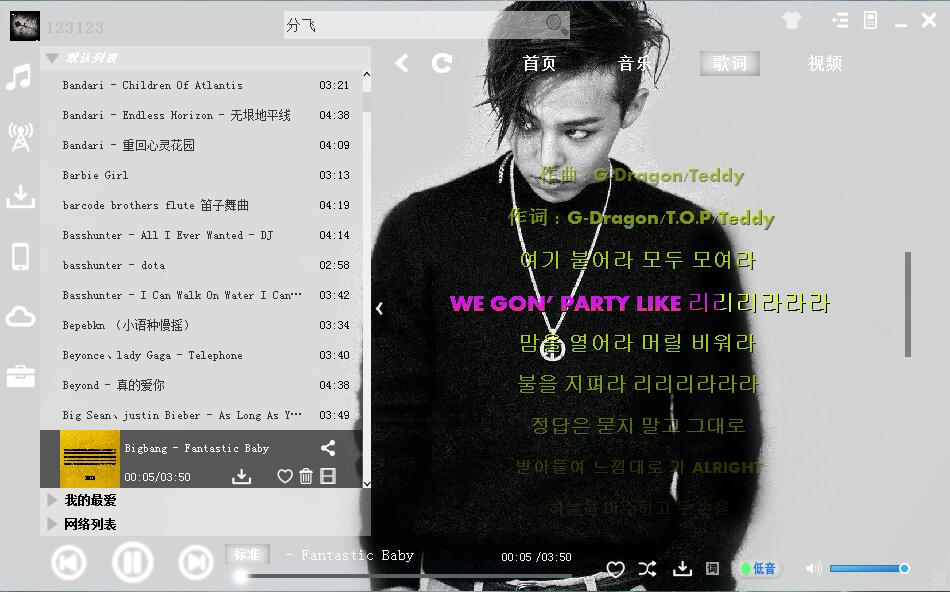 123123
分飞
默认列表
Bandari - Children Of Atlantis 03:21
Bandari - Endless Horizon - 无垠地平线 04:38
Bandari - 重回心灵花园 04:09
Barbie Girl 03:13
barcode brothers flute 笛子舞曲 04:19
Basshunter - All I Ever Wanted - DJ 04:14
basshunter - dota 02:58
Basshunter - I Can Walk On Water I Can… 03:42
Bepebkn （小语种慢摇） 03:34
Beyonce、lady Gaga - Telephone 03:40
Beyond - 真的爱你 04:38
Big Sean、justin Bieber - As Long As Y… 03:49
Bigbang - Fantastic Baby
00:05/03:50
我的最爱
网络列表
首页 音乐 歌词 视频
作曲 : G-Dragon/Teddy
作词 : G-Dragon/T.O.P/Teddy
여기 불어라 모두 모여라
WE GON' PARTY LIKE 리리리라라라
맘을 열어라 머릴 비워라
불을 지펴라 리리리라라라
정답은 묻지 말고 그대로
받아들여 느낌대로 가 ALRIGHT
하늘을 마주하고 두 손을
标准 - Fantastic Baby 00:05 /03:50
词 低音